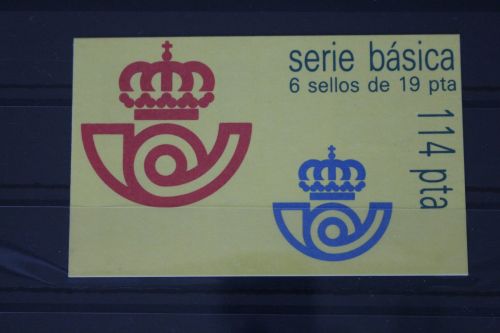 serie básica
6 sellos de 19 pta
114 pta